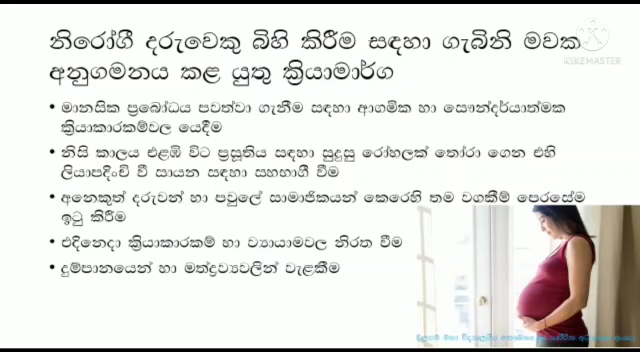 නිරෝගී දරුවෙකු බිහි කිරීම සඳහා ගැබිනි මවක
අනුගමනය කළ යුතු ක්‍රියාමාර්ග
• මානසික ප්‍රබෝධය පවත්වා ගැනීම සඳහා ආගමික හා සෞන්දර්යාත්මක
ක්‍රියාකාරකම්වල යෙදීම
• නිසි කාලය එළඹි විට ප්‍රසූතිය සඳහා සුදුසු රෝහලක් තෝරා ගෙන එහි
ලියාපදිංචි වී සායන සඳහා සහභාගී වීම
• අනෙකුත් දරුවන් හා පවුලේ සාමාජිකයන් කෙරෙහි තම වගකීම් පෙරසේම
ඉටු කිරීම
• එදිනෙදා ක්‍රියාකාරකම් හා ව්‍යායාමවල නිරත වීම
• දුම්පානයෙන් හා මත්ද්‍රව්‍යවලින් වැළකීම
KINEMASTER